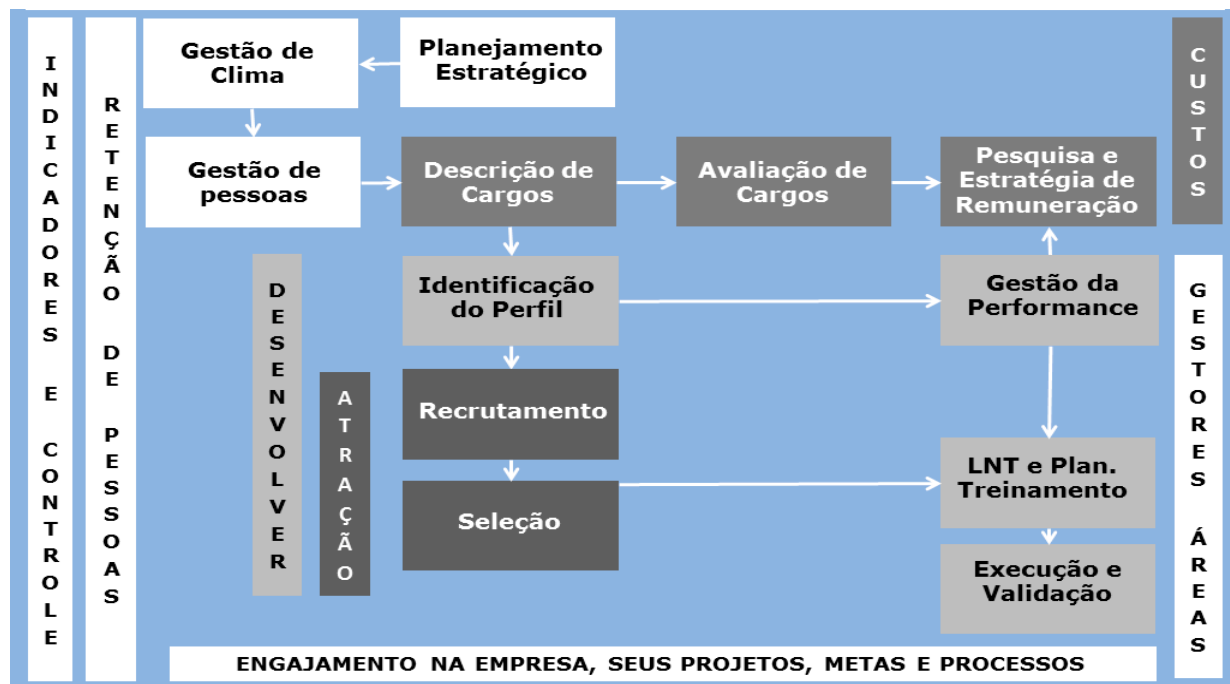 INDICADORES E CONTROLE
RETENÇÃO DE PESSOAS
Gestão de
Clima
Planejamento
Estratégico
CUSTOS
Gestão de
pessoas
Descrição de
Cargos
Avaliação de
Cargos
Pesquisa e
Estratégia de
Remuneração
DESENVOLVER
ATRAÇÃO
Identificação
do Perfil
Gestão da
Performance
GESTORES ÁREAS
Recrutamento
Seleção
LNT e Plan.
Treinamento
Execução e
Validação
ENGAJAMENTO NA EMPRESA, SEUS PROJETOS, METAS E PROCESSOS